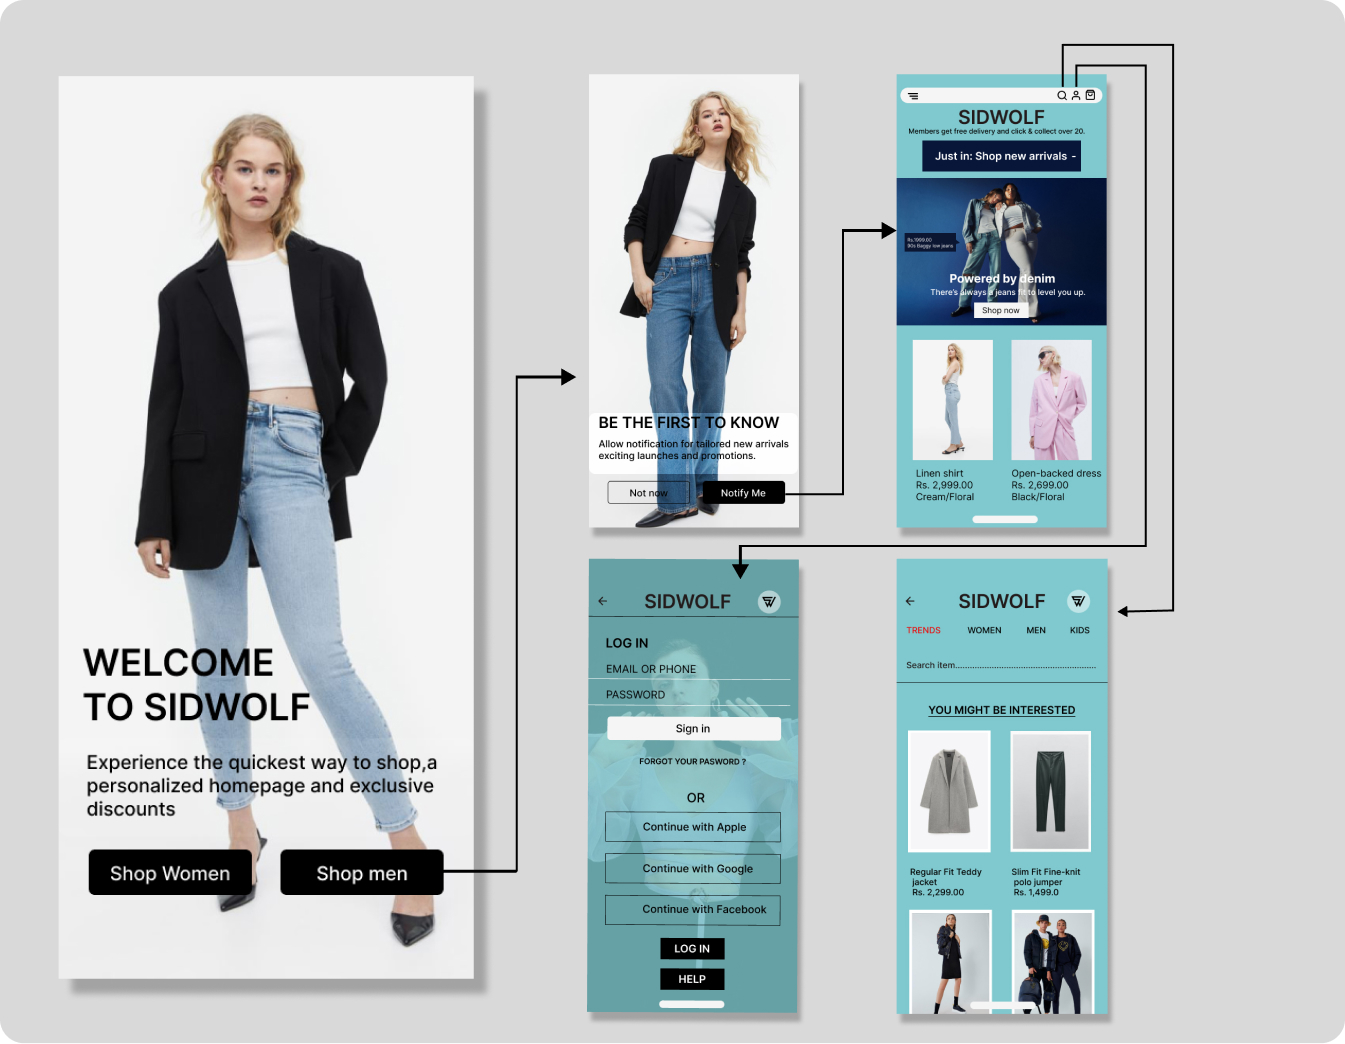 WELCOME
TO SIDWOLF
Experience the quickest way to shop,a
personalized homepage and exclusive
discounts
Shop Women
Shop men
BE THE FIRST TO KNOW
Allow notification for tailored new arrivals
exciting launches and promotions.
Not now
Notify Me
SIDWOLF
Members get free delivery and click & collect over 20.
Just in: Shop new arrivals -
Rs,1999.00
90s Baggy low jeans
Powered by denim
There's always a jeans fit to level you up.
Shop now
Linen shirt
Rs. 2,999.00
Cream/Floral
Open-backed dress
Rs. 2,699.00
Black/Floral
SIDWOLF
LOG IN
EMAIL OR PHONE
PASSWORD
Sign in
FORGOT YOUR PASWORD ?
OR
Continue with Apple
Continue with Google
Continue with Facebook
LOG IN
HELP
SIDWOLF
TRENDS WOMEN MEN KIDS
Search item............................................................
YOU MIGHT BE INTERESTED
Regular Fit Teddy
jacket
Rs. 2,299.00
Slim Fit Fine-knit
polo jumper
Rs. 1,499.0